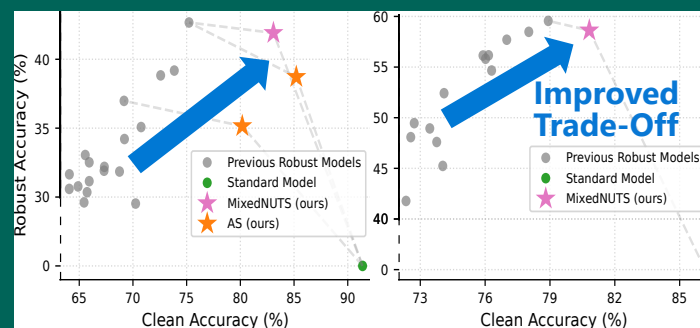 Robust Accuracy (%)
40
35
30
0
65
70
75
80
85
90
Clean Accuracy (%)
Previous Robust Models
Standard Model
MixedNUTS (ours)
AS (ours)
60
55
50
45
40
0
73
76
79
82
85
Clean Accuracy (%)
Improved
Trade-Off
Previous Robust Models
Standard Model
MixedNUTS (ours)